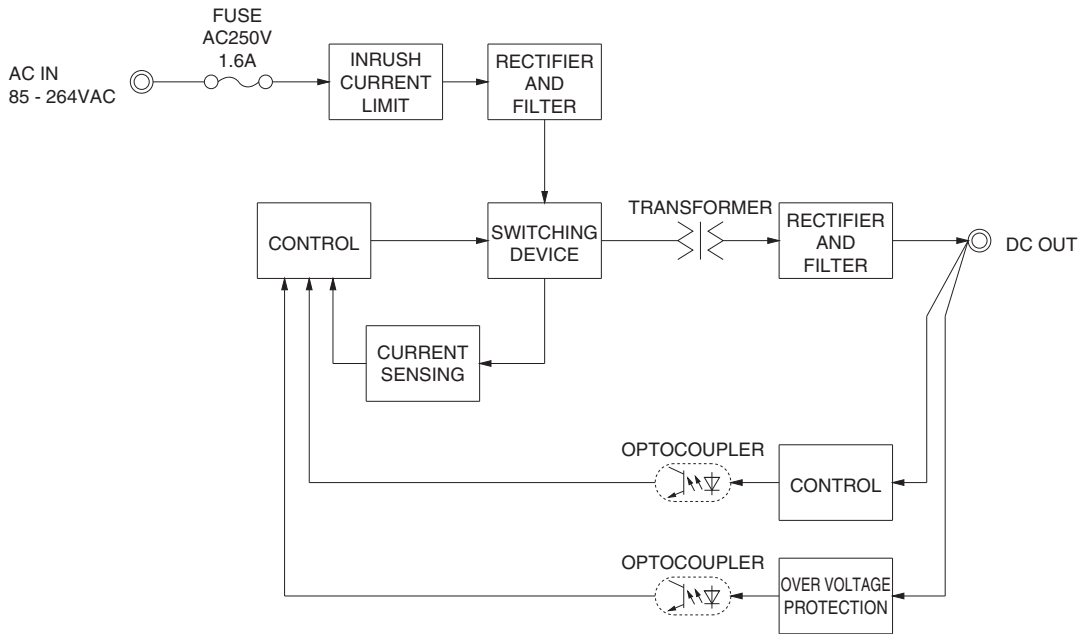 FUSE
AC250V
1.6A
AC IN
85 - 264VAC
INRUSH
CURRENT
LIMIT
RECTIFIER
AND
FILTER
CONTROL
SWITCHING
DEVICE
TRANSFORMER
RECTIFIER
AND
FILTER
DC OUT
CURRENT
SENSING
OPTOCOUPLER
CONTROL
OPTOCOUPLER
OVER VOLTAGE
PROTECTION